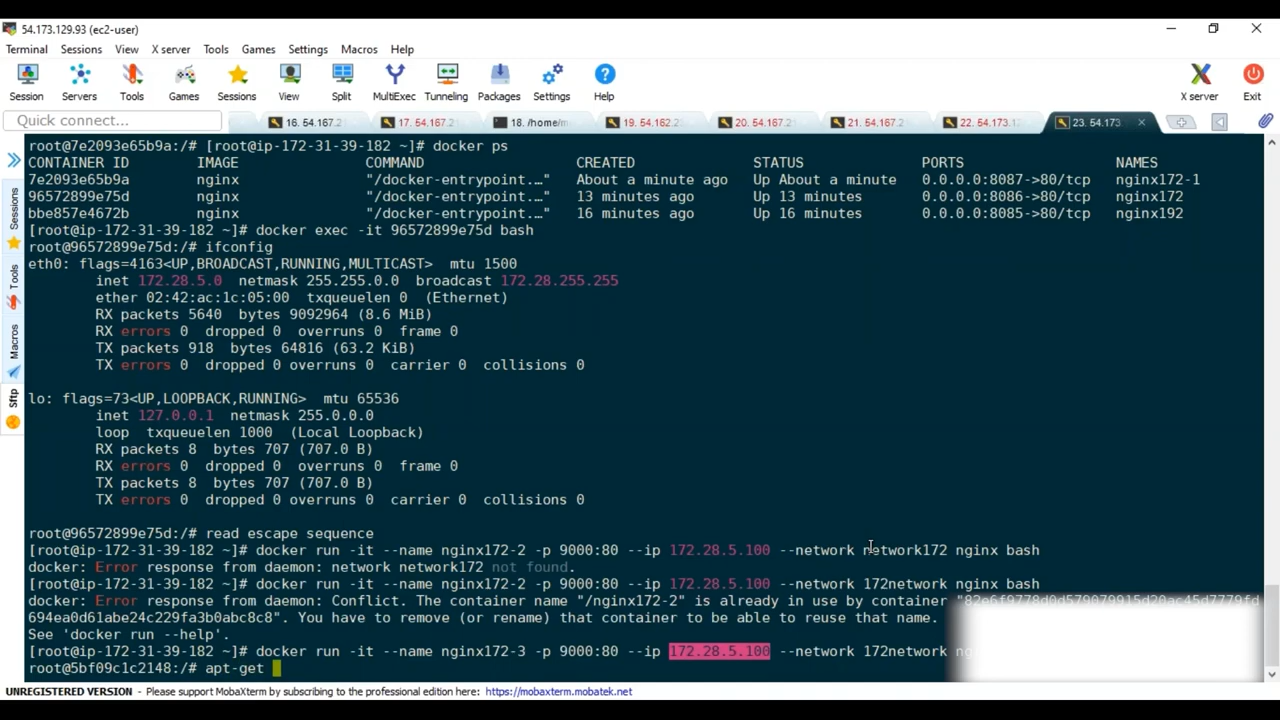 54.173.129.93 (ec2-user)
Terminal Sessions View X server Tools Games Settings Macros Help
Session Servers Tools Games Sessions View Split MultiExec Tunneling Packages Settings Help X server Exit
Quick connect... 16. 54.167.2 17. 54.167.2 18. /home/m 19. 54.162.2 20. 54.167.2 21. 54.167.2 22. 54.173.1 23. 54.173
Sessions
Tools
Macros
Sftp
root@7e2093e65b9a:/# [root@ip-172-31-39-182 ~]# docker ps
CONTAINER ID IMAGE COMMAND CREATED STATUS PORTS NAMES
7e2093e65b9a nginx "/docker-entrypoint.…" About a minute ago Up About a minute 0.0.0.0:8087->80/tcp nginx172-1
96572899e75d nginx "/docker-entrypoint.…" 13 minutes ago Up 13 minutes 0.0.0.0:8086->80/tcp nginx172
bbe857e4672b nginx "/docker-entrypoint.…" 16 minutes ago Up 16 minutes 0.0.0.0:8085->80/tcp nginx192
[root@ip-172-31-39-182 ~]# docker exec -it 96572899e75d bash
root@96572899e75d:/# ifconfig
eth0: flags=4163<UP,BROADCAST,RUNNING,MULTICAST> mtu 1500
inet 172.28.5.0 netmask 255.255.0.0 broadcast 172.28.255.255
ether 02:42:ac:1c:05:00 txqueuelen 0 (Ethernet)
RX packets 5640 bytes 9092964 (8.6 MiB)
RX errors 0 dropped 0 overruns 0 frame 0
TX packets 918 bytes 64816 (63.2 KiB)
TX errors 0 dropped 0 overruns 0 carrier 0 collisions 0
lo: flags=73<UP,LOOPBACK,RUNNING> mtu 65536
inet 127.0.0.1 netmask 255.0.0.0
loop txqueuelen 1000 (Local Loopback)
RX packets 8 bytes 707 (707.0 B)
RX errors 0 dropped 0 overruns 0 frame 0
TX packets 8 bytes 707 (707.0 B)
TX errors 0 dropped 0 overruns 0 carrier 0 collisions 0
root@96572899e75d:/# read escape sequence
[root@ip-172-31-39-182 ~]# docker run -it --name nginx172-2 -p 9000:80 --ip 172.28.5.100 --network network172 nginx bash
docker: Error response from daemon: network network172 not found.
[root@ip-172-31-39-182 ~]# docker run -it --name nginx172-2 -p 9000:80 --ip 172.28.5.100 --network 172network nginx bash
docker: Error response from daemon: Conflict. The container name "/nginx172-2" is already in use by container
694ea0d61abe24c229fa3b0abc8c8". You have to remove (or rename) that container to be able to reuse that name.
See 'docker run --help'.
[root@ip-172-31-39-182 ~]# docker run -it --name nginx172-3 -p 9000:80 --ip 172.28.5.100 --network 172network
root@5bf09c1c2148:/# apt-get
UNREGISTERED VERSION - Please support MobaXterm by subscribing to the professional edition here: https://mobaxterm.mobatek.net